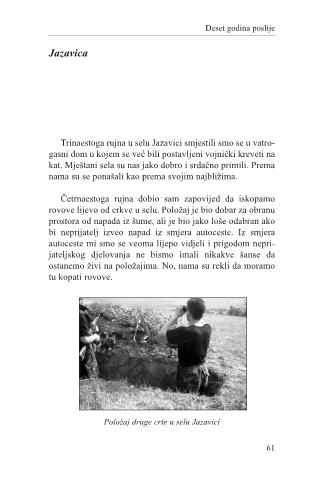 Deset godina poslije
Jazavica
Trinaestoga rujna u selu Jazavici smjestili smo se u vatro-
gasni dom u kojem se već bili postavljeni vojnički kreveti na
kat. Mještani sela su nas jako dobro i srdačno primili. Prema
nama su se ponašali kao prema svojim najbližima.
Četrnaestoga rujna dobio sam zapovijed da iskopamo
rovove lijevo od crkve u selu. Položaj je bio dobar za obranu
prostora od napada iz šume, ali je bio jako loše odabran ako
bi neprijatelj izveo napad iz smjera autoceste. Iz smjera
autoceste mi smo se veoma lijepo vidjeli i prigodom nepri-
jateljskog djelovanja ne bismo imali nikakve šanse da
ostanemo živi na položajima. No, nama su rekli da moramo
tu kopati rovove.
Položaj druge crte u selu Jazavici
61